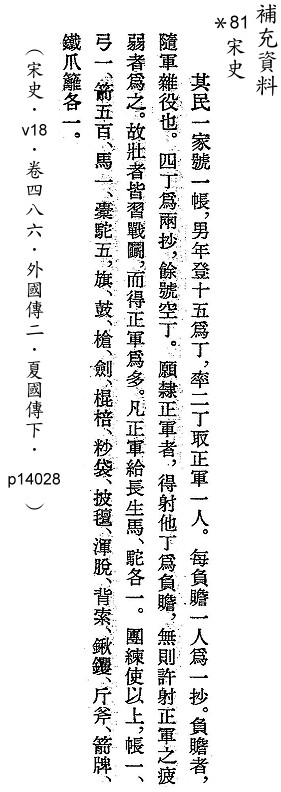 補充資料
*81 宋史
其民一家號一帳，男年登十五爲丁，率二丁取正軍一人。每負贍一人爲一抄。負贍者，
隨軍雜役也。四丁爲兩抄，餘號空丁。願隸正軍者，得射他丁爲負贍，無則許射正軍之疲
弱者爲之。故壯者皆習戰鬭，而得正軍爲多。凡正軍給長生馬、駝各一。團練使以上，帳一、
弓一、箭五百、馬一、橐駝五，旗、鼓、槍、劍、棍棓、粆袋、披氊、渾脫、背索、鍬钁、斤斧、箭牌、
鐵爪籬各一。
（宋史．v18．卷四八六．外國傳二．夏國傳下．p14028）